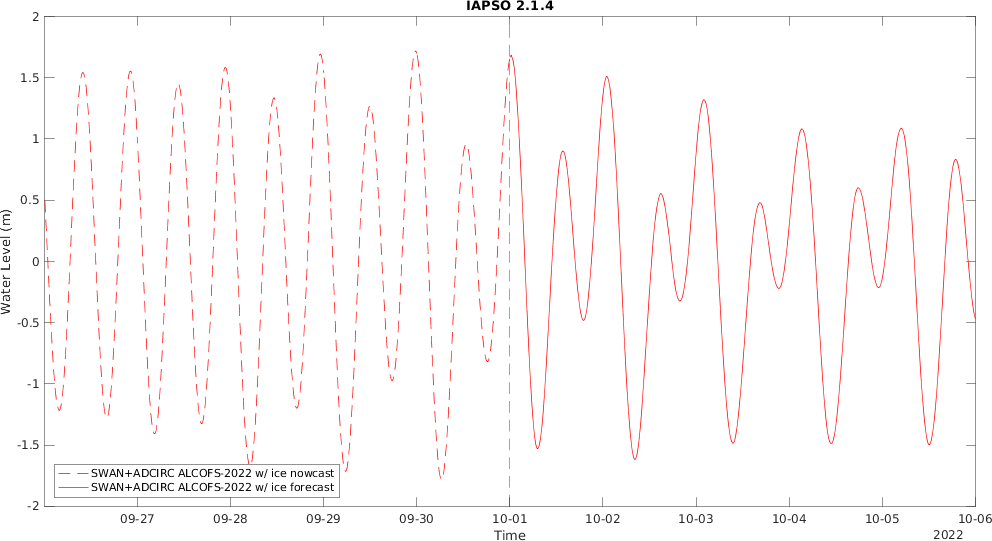 IAPSO 2.1.4
2
1.5
1
0.5
0
-0.5
-1
-1.5
-2
Water Level (m)
SWAN+ADCIRC ALCOFS-2022 w/ ice nowcast
SWAN+ADCIRC ALCOFS-2022 w/ ice forecast
09-27 09-28 09-29 09-30 10-01 10-02 10-03 10-04 10-05 10-06
Time
2022